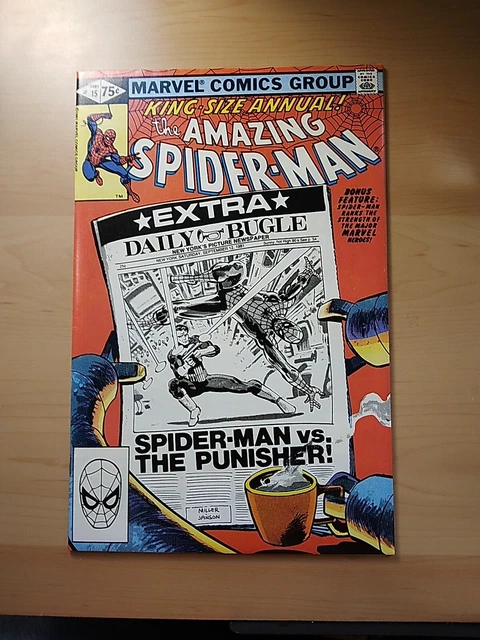 15
75¢
MARVEL® COMICS GROUP
KING-SIZE ANNUAL!
the AMAZING
SPIDER-MAN
TM
BONUS
FEATURE:
SPIDER-MAN
RANKS THE
STRENGTH OF
THE MAJOR
MARVEL
HEROES!
★EXTRA★
DAILY BUGLE
NEW YORK'S PICTURE NEWSPAPER
SPIDER-MAN vs.
THE PUNISHER!
MILLER
JANSON